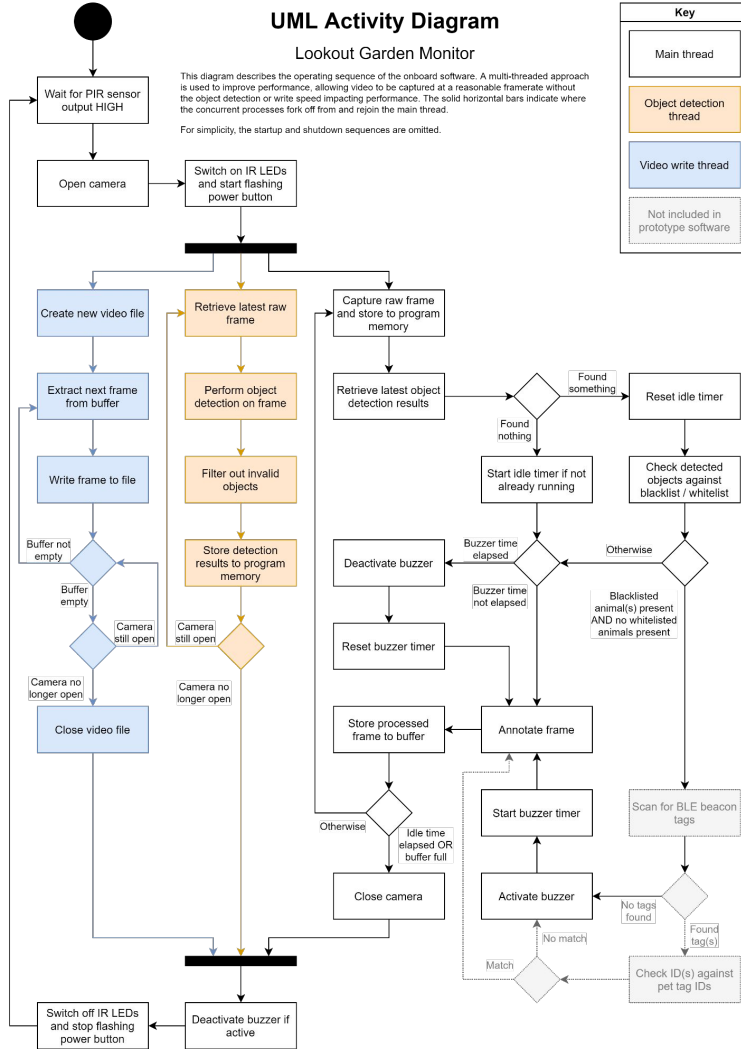 UML Activity Diagram
Lookout Garden Monitor
This diagram describes the operating sequence of the onboard software. A multi-threaded approach
is used to improve performance, allowing video to be captured at a reasonable framerate without
the object detection or write speed impacting performance. The solid horizontal bars indicate where
the concurrent processes fork off from and rejoin the main thread.
For simplicity, the startup and shutdown sequences are omitted.
Key
Main thread
Object detection
thread
Video write thread
Not included in
prototype software
Wait for PIR sensor
output HIGH
Open camera
Switch on IR LEDs
and start flashing
power button
Create new video file
Retrieve latest raw
frame
Capture raw frame
and store to program
memory
Extract next frame
from buffer
Perform object
detection on frame
Retrieve latest object
detection results
Found
something
Reset idle timer
Found
nothing
Write frame to file
Filter out invalid
objects
Start idle timer if not
already running
Check detected
objects against
blacklist / whitelist
Buffer not
empty
Store detection
results to program
memory
Deactivate buzzer
Buzzer time
elapsed
Otherwise
Buffer
empty
Buzzer time
not elapsed
Blacklisted
animal(s) present
AND no whitelisted
animals present
Camera
still open
Camera
still open
Reset buzzer timer
Camera no
longer open
Camera no
longer open
Close video file
Store processed
frame to buffer
Annotate frame
Otherwise
Idle time
elapsed OR
buffer full
Start buzzer timer
Scan for BLE beacon
tags
Close camera
Activate buzzer
No tags
found
Found
tag(s)
No match
Match
Check ID(s) against
pet tag IDs
Switch off IR LEDs
and stop flashing
power button
Deactivate buzzer if
active